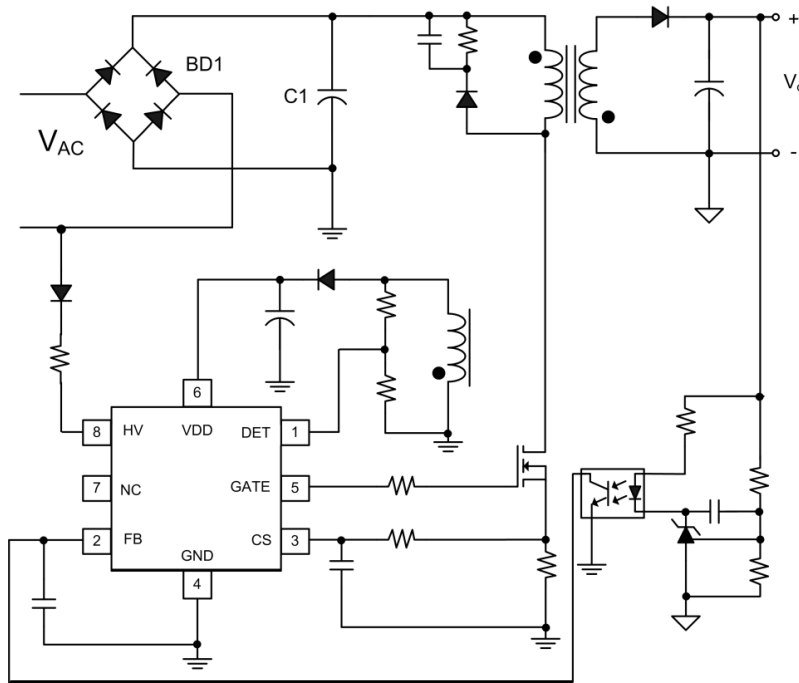 BD1
C1
+
V
VAC
-
6
8 HV VDD DET 1
7 NC GATE 5
2 FB CS 3
GND
4